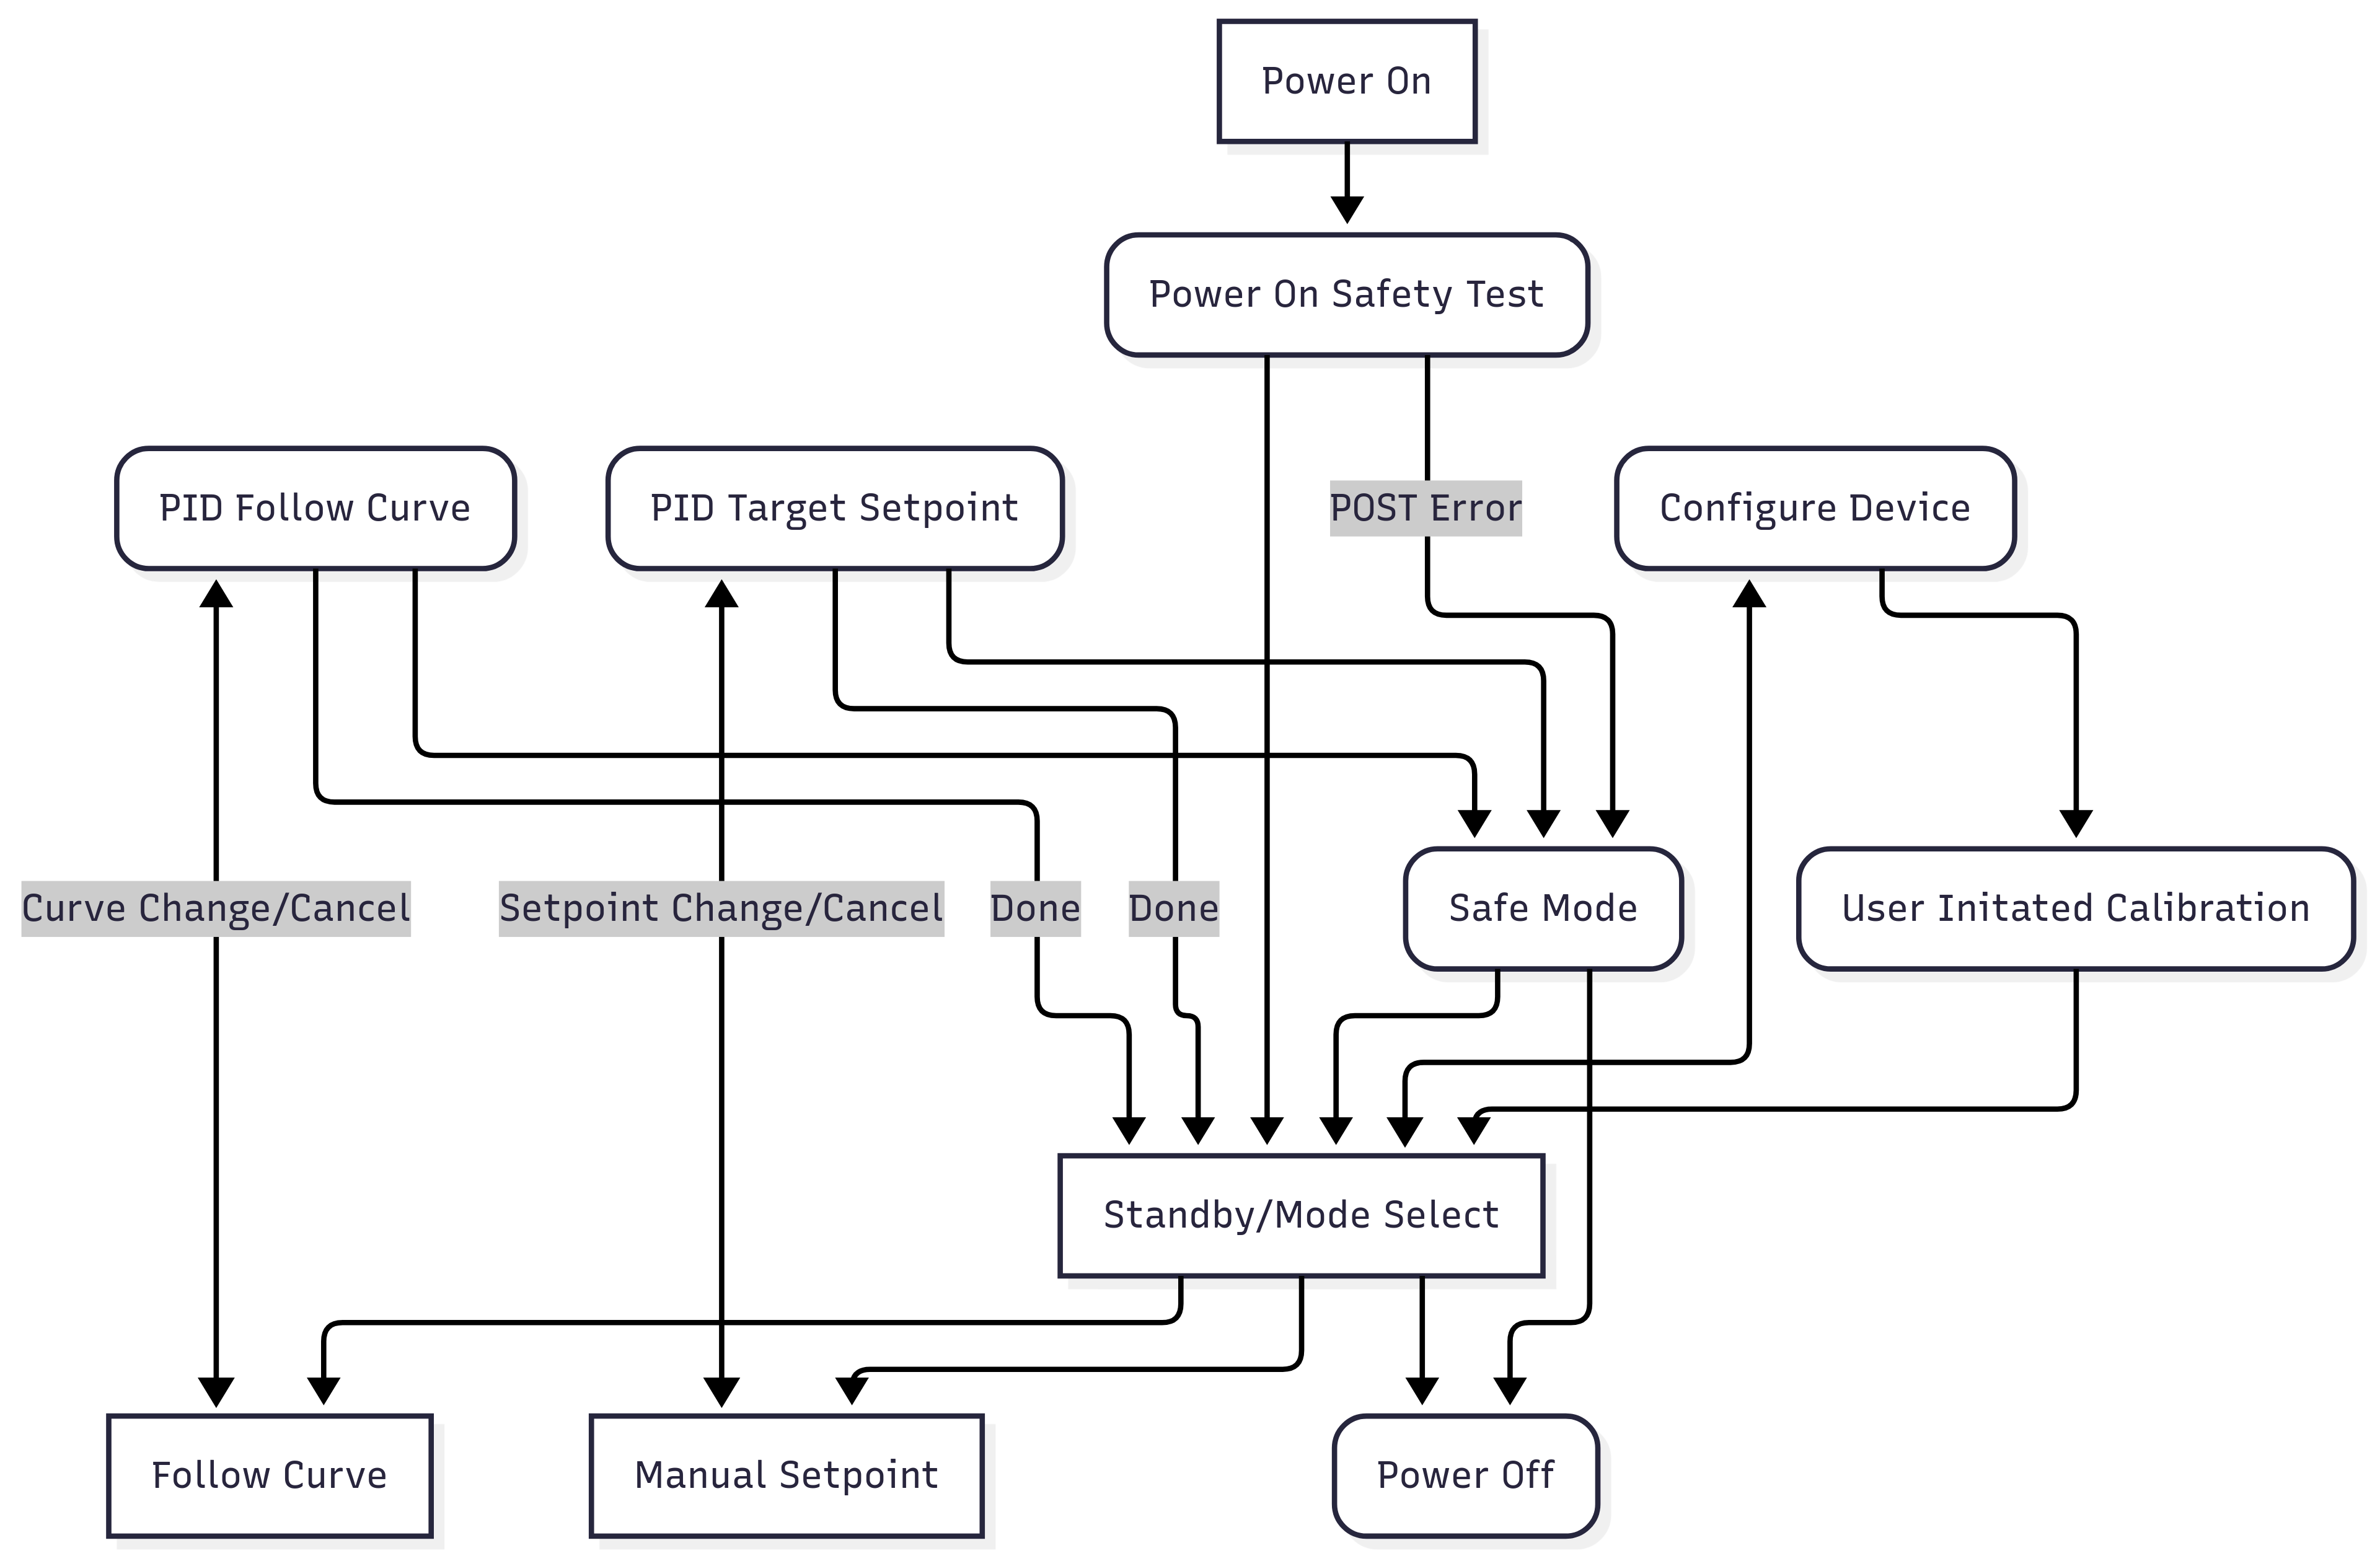 Power On
Power On Safety Test
PID Follow Curve
PID Target Setpoint
POST Error
Configure Device
Curve Change/Cancel
Setpoint Change/Cancel
Done
Done
Safe Mode
User Initated Calibration
Standby/Mode Select
Follow Curve
Manual Setpoint
Power Off